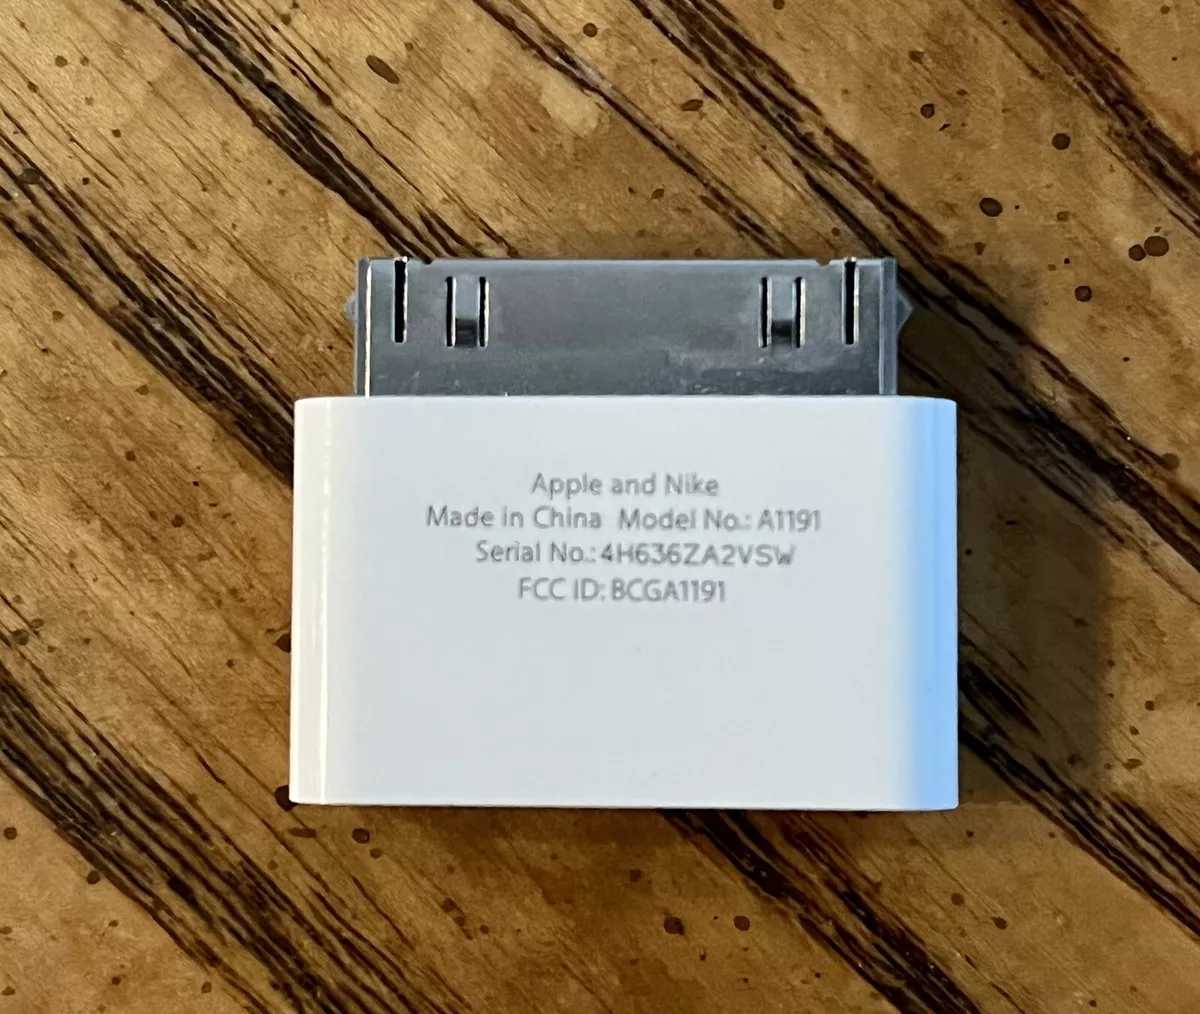 Apple and Nike
Made in China Model No.: A1191
Serial No.: 4H636ZA2VSW
FCC ID: BCGA1191